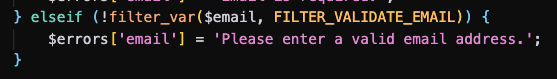 } elseif (!filter_var($email, FILTER_VALIDATE_EMAIL)) {
$errors['email'] = 'Please enter a valid email address.';
}